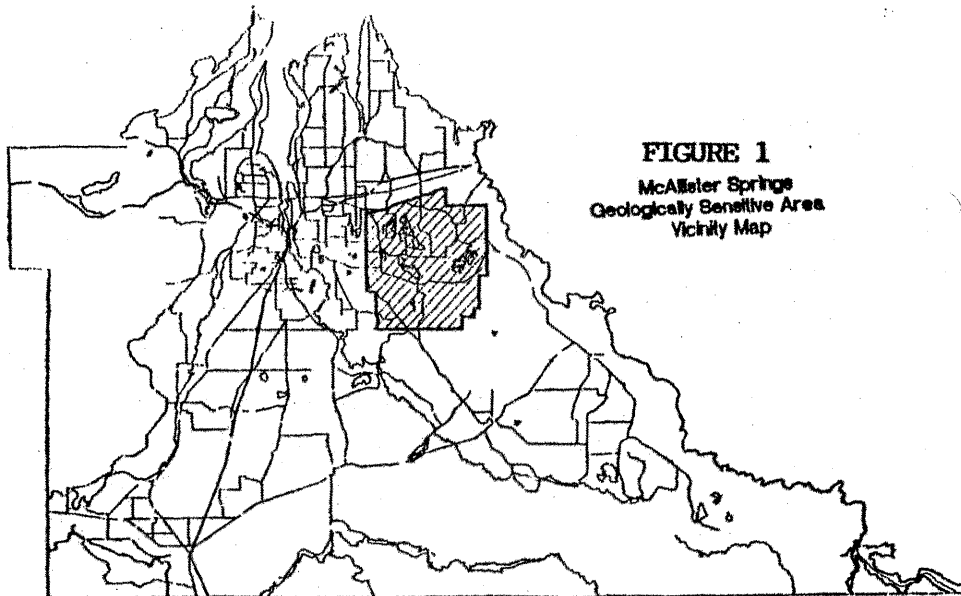 FIGURE 1
McAllister Springs
Geologically Sensitive Area
Vicinity Map